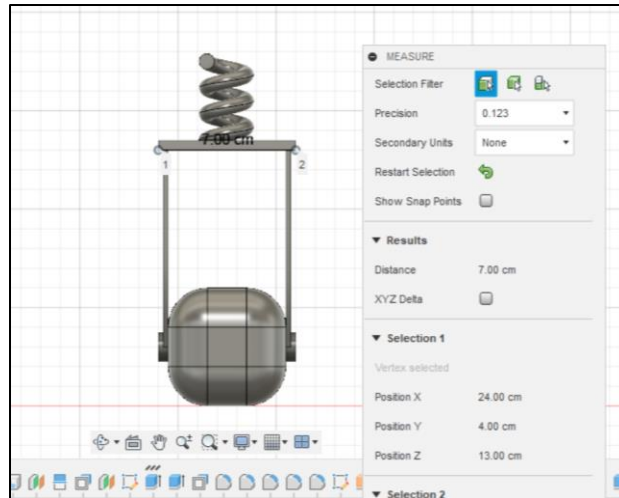 MEASURE
Selection Filter
Precision 0.123
Secondary Units None
Restart Selection
Show Snap Points
Results
Distance 7.00 cm
XYZ Delta
Selection 1
Vertex selected
Position X 24.00 cm
Position Y 4.00 cm
Position Z 13.00 cm
Selection 2
7.00 cm
1 2